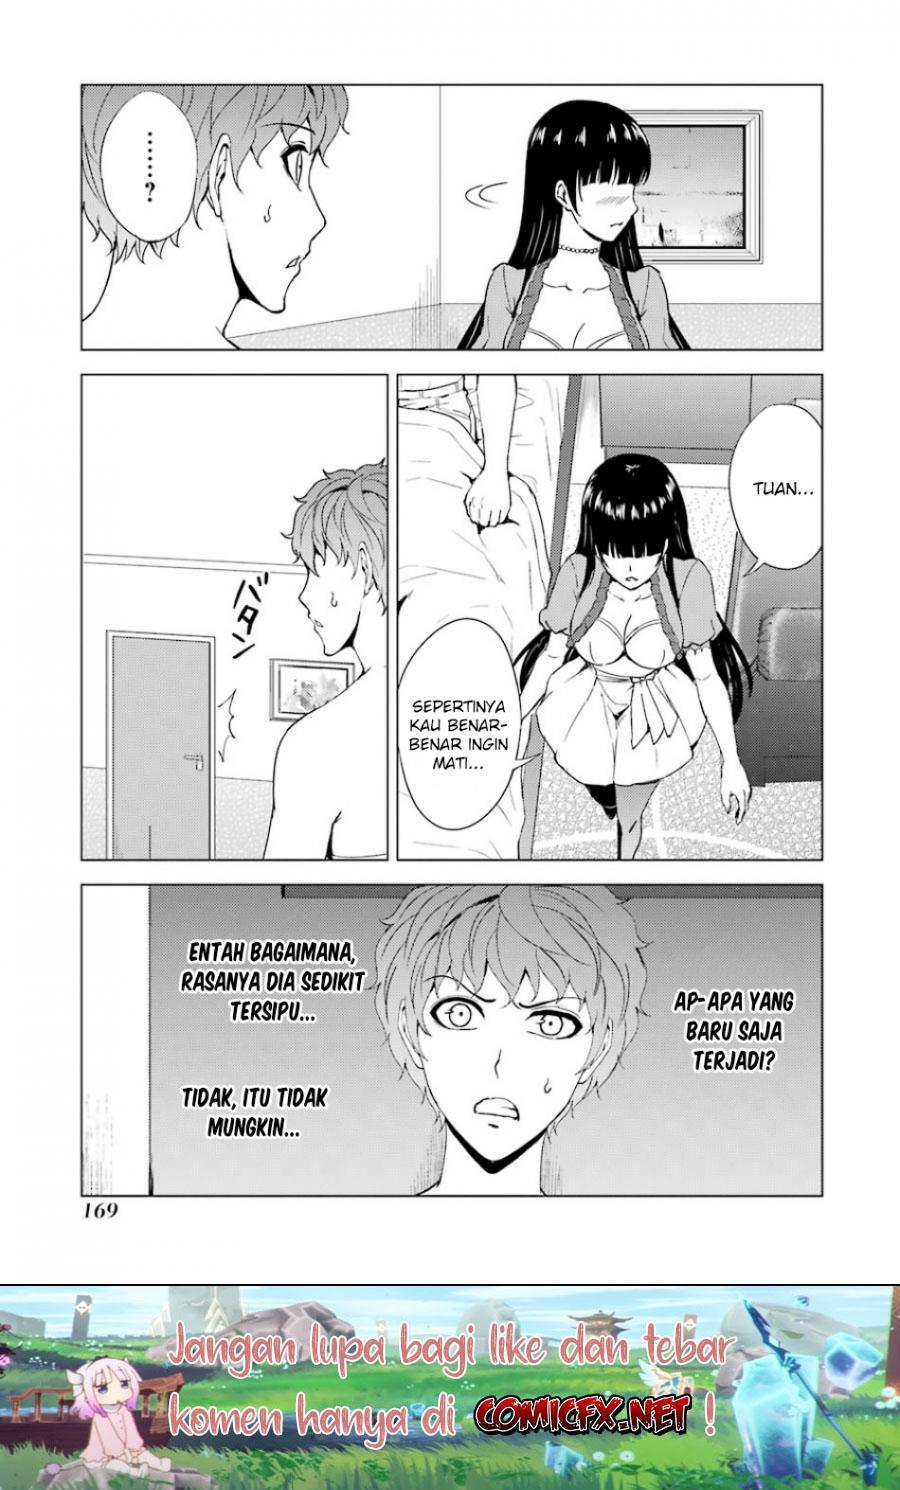 .......?
TUAN...
SEPERTINYA
KAU BENAR-
BENAR INGIN
MATI...
バタン
AP-APA YANG
BARU SAJA
TERJADI?
ENTAH BAGAIMANA,
RASANYA DIA SEDIKIT
TERSIPU...
TIDAK, ITU TIDAK
MUNGKIN...
169
Jangan lupa bagi like dan tebar
komen hanya di COMICFX.NET !